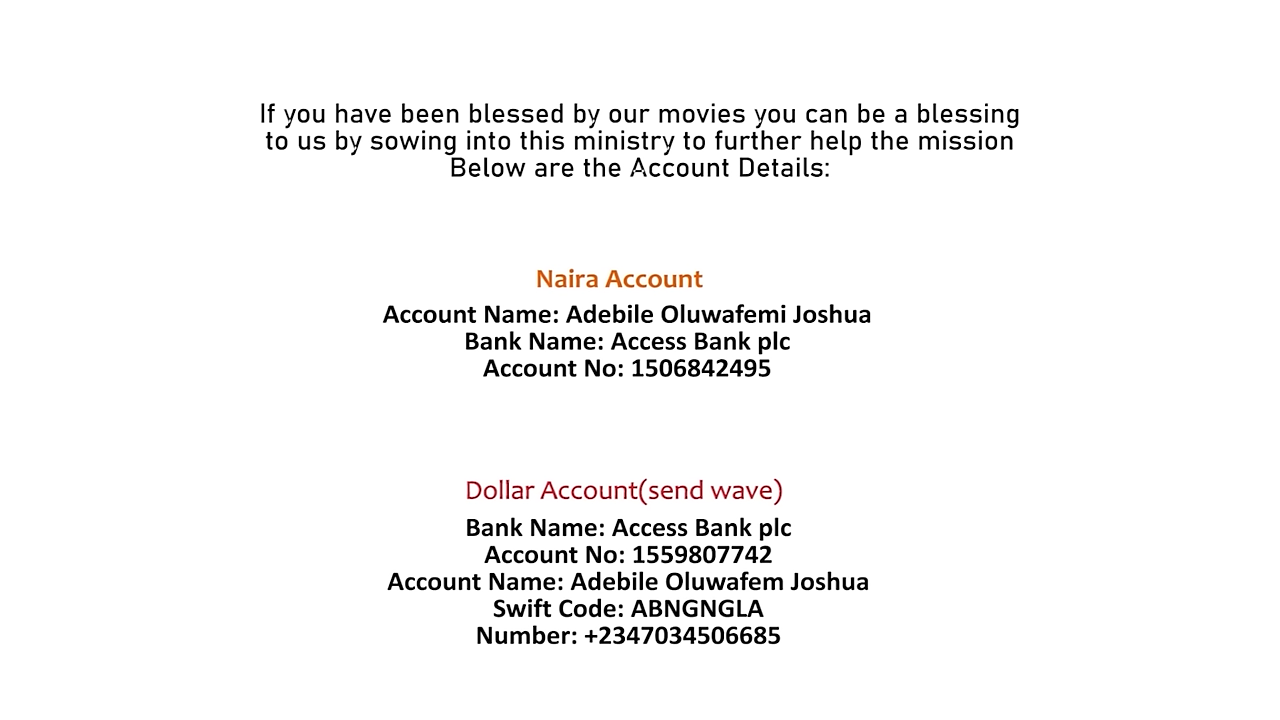 If you have been blessed by our movies you can be a blessing
to us by sowing into this ministry to further help the mission
Below are the Account Details:
Naira Account
Account Name: Adebile Oluwafemi Joshua
Bank Name: Access Bank plc
Account No: 1506842495
Dollar Account(send wave)
Bank Name: Access Bank plc
Account No: 1559807742
Account Name: Adebile Oluwafem Joshua
Swift Code: ABNGNGLA
Number: +2347034506685